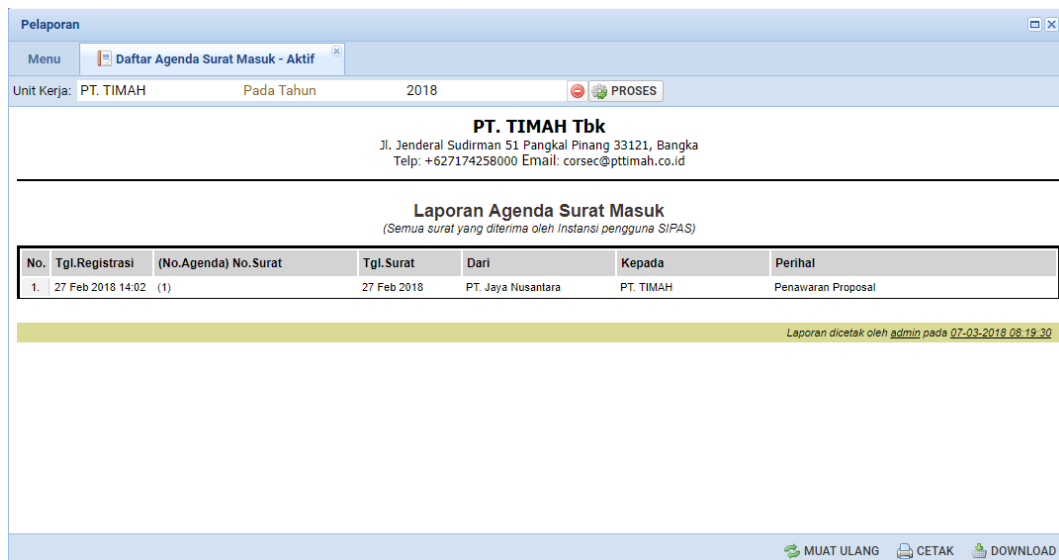 Pelaporan
Menu Daftar Agenda Surat Masuk - Aktif
Unit Kerja: PT. TIMAH Pada Tahun 2018 PROSES
PT. TIMAH Tbk
Jl. Jenderal Sudirman 51 Pangkal Pinang 33121, Bangka
Telp: +627174258000 Email: corsec@pttimah.co.id
Laporan Agenda Surat Masuk
(Semua surat yang diterima oleh Instansi pengguna SIPAS)
No. Tgl.Registrasi (No.Agenda) No.Surat Tgl.Surat Dari Kepada Perihal
1. 27 Feb 2018 14:02 (1) 27 Feb 2018 PT. Jaya Nusantara PT. TIMAH Penawaran Proposal
Laporan dicetak oleh admin pada 07-03-2018 08:19:30
MUAT ULANG CETAK DOWNLOAD